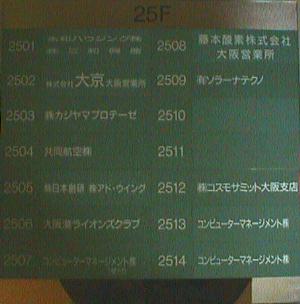 25F
2501
2502 株式会社 大京 大阪営業所
2503 ㈱カジヤマプロテーゼ
2504 共同航空㈱
2505 ㈱日本創研 ㈱アド・ウイング
2506 大阪港ライオンズクラブ
2507 コンピューターマネージメント㈱
2508 藤本酸素株式会社
大阪営業所
2509 ㈲ソラーナテクノ
2510
2511
2512 ㈱コスモサミット大阪支店
2513 コンピューターマネージメント㈱
2514 コンピューターマネージメント㈱